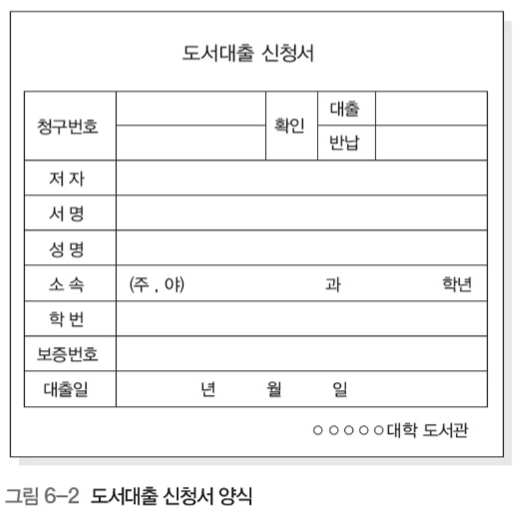 도서대출 신청서
청구번호 확인 대출
반납
저 자
서 명
성 명
소 속 (주 , 야) 과 학년
학 번
보증번호
대출일 년 월 일
○○○○○대학 도서관
그림 6-2 도서대출 신청서 양식